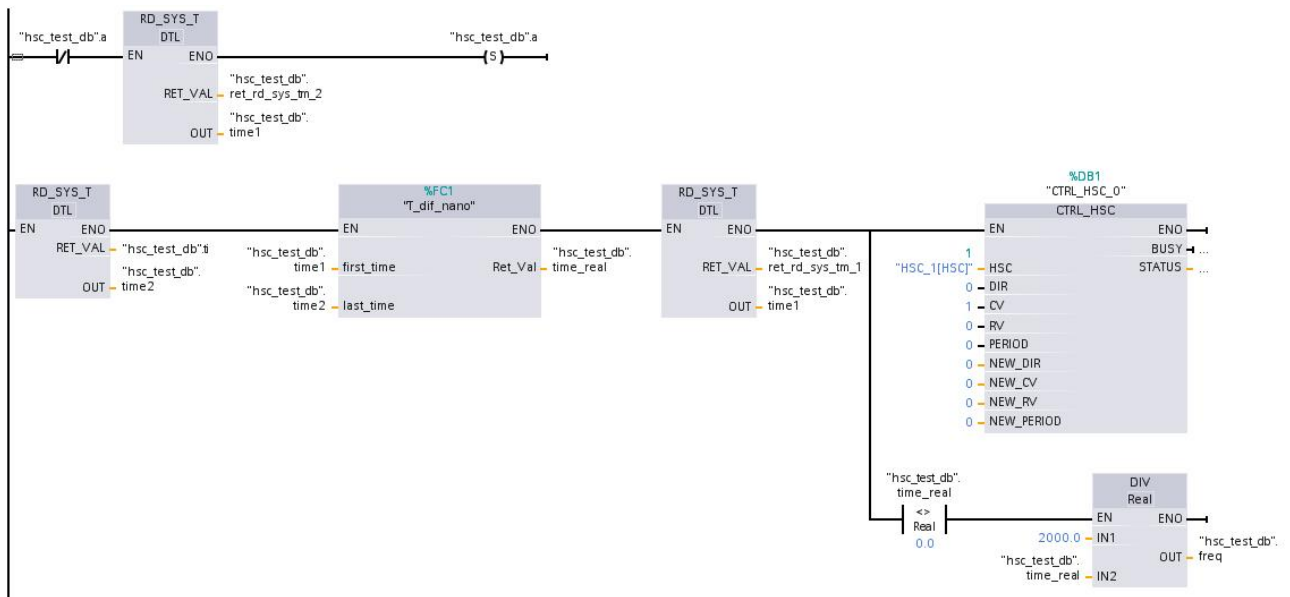 RD_SYS_T
"hsc_test_db".a
DTL
"hsc_test_db".a
EN
ENO
S
RET_VAL
"hsc_test_db".
ret_rd_sys_tm_2
OUT
"hsc_test_db".
time1
RD_SYS_T
DTL
EN
ENO
RET_VAL
"hsc_test_db".ti
OUT
"hsc_test_db".
time2
%FC1
"T_dif_nano"
EN
ENO
"hsc_test_db".
time1
first_time
Ret_Val
"hsc_test_db".
time_real
"hsc_test_db".
time2
last_time
RD_SYS_T
DTL
EN
ENO
RET_VAL
"hsc_test_db".
ret_rd_sys_tm_1
OUT
"hsc_test_db".
time1
%DB1
"CTRL_HSC_0"
CTRL_HSC
EN
ENO
BUSY
...
STATUS
...
1
"HSC_1[HSC]"
HSC
0
DIR
1
CV
0
RV
0
PERIOD
0
NEW_DIR
0
NEW_CV
0
NEW_RV
0
NEW_PERIOD
"hsc_test_db".
time_real
<>
Real
0.0
DIV
Real
EN
ENO
2000.0
IN1
OUT
"hsc_test_db".
freq
"hsc_test_db".
time_real
IN2